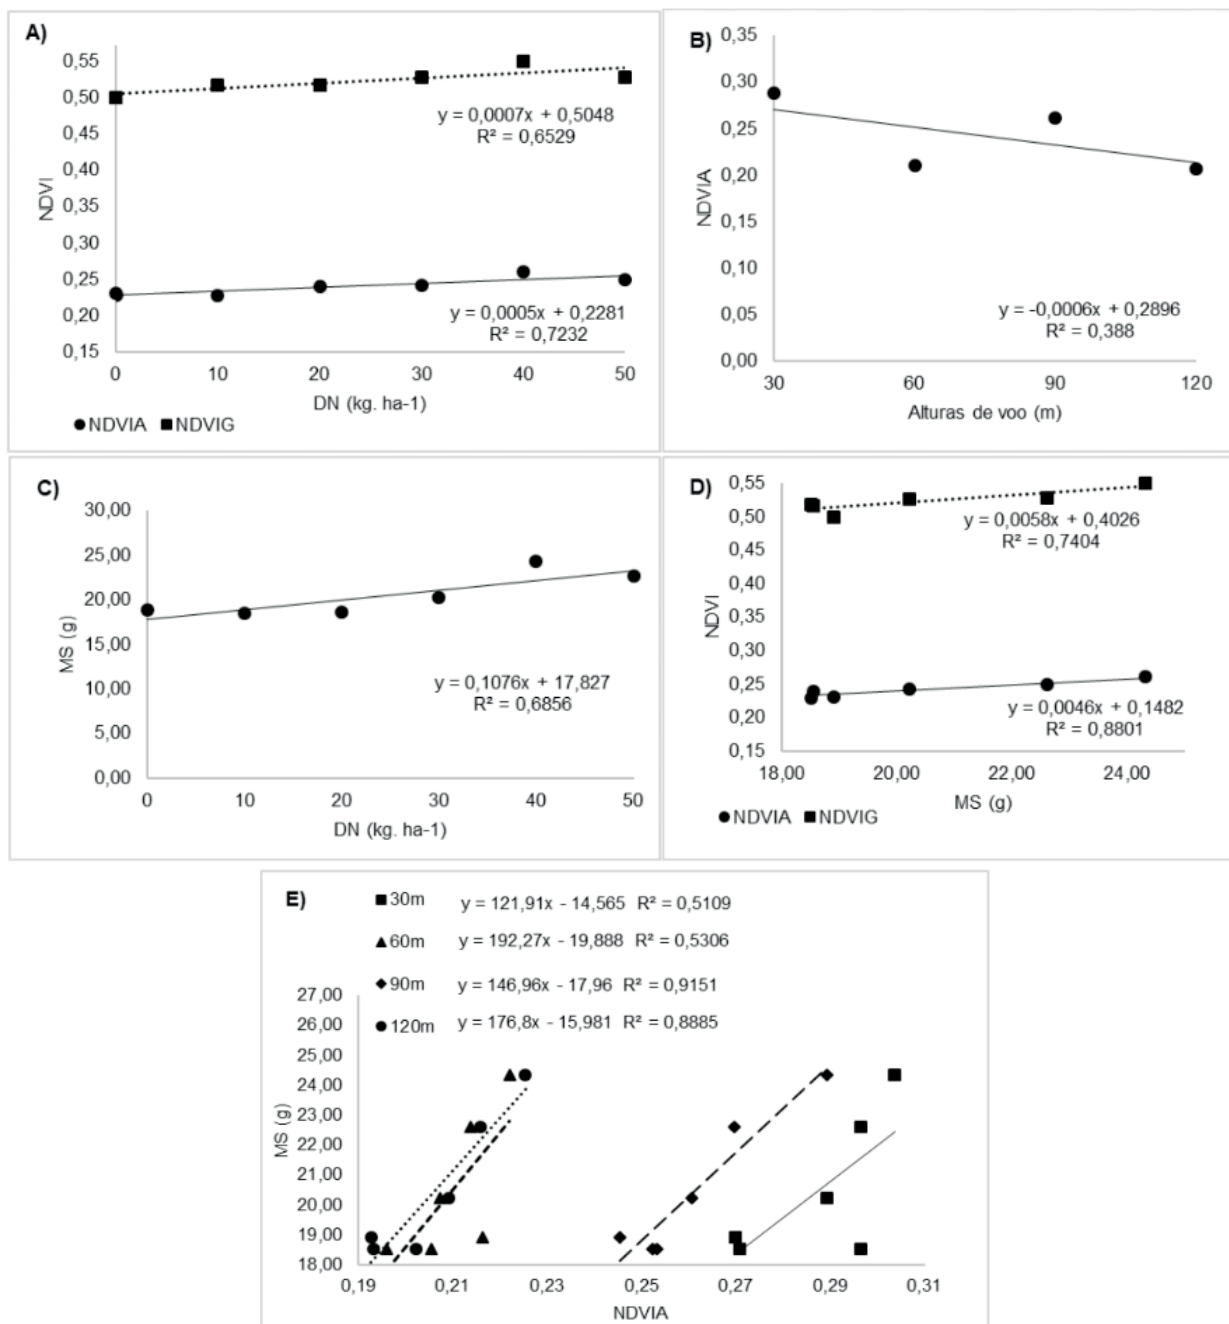 A)
0,55
0,50
0,45
0,40
0,35
0,30
0,25
0,20
0,15
NDVI
y = 0,0007x + 0,5048
R² = 0,6529
y = 0,0005x + 0,2281
R² = 0,7232
0 10 20 30 40 50
DN (kg. ha-1)
NDVIA NDVIG
B)
0,35
0,30
0,25
0,20
0,15
0,10
0,05
0,00
NDVIA
y = -0,0006x + 0,2896
R² = 0,388
30 60 90 120
Alturas de voo (m)
C)
30,00
25,00
20,00
15,00
10,00
5,00
0,00
MS (g)
y = 0,1076x + 17,827
R² = 0,6856
0 10 20 30 40 50
DN (kg. ha-1)
D)
0,55
0,50
0,45
0,40
0,35
0,30
0,25
0,20
0,15
NDVI
y = 0,0058x + 0,4026
R² = 0,7404
y = 0,0046x + 0,1482
R² = 0,8801
18,00 20,00 22,00 24,00
MS (g)
NDVIA NDVIG
E)
30m y = 121,91x - 14,565 R² = 0,5109
60m y = 192,27x - 19,888 R² = 0,5306
90m y = 146,96x - 17,96 R² = 0,9151
120m y = 176,8x - 15,981 R² = 0,8885
27,00
26,00
25,00
24,00
23,00
22,00
21,00
20,00
19,00
18,00
MS (g)
0,19 0,21 0,23 0,25 0,27 0,29 0,31
NDVIA